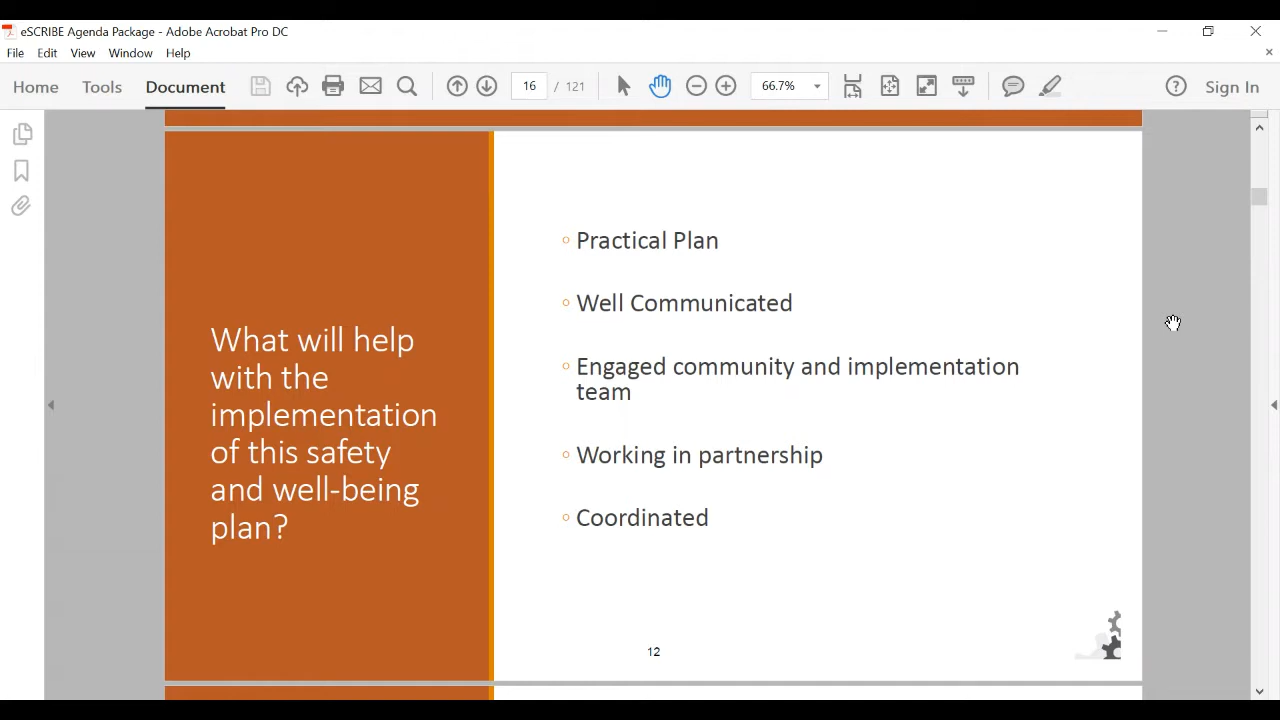 eSCRIBE Agenda Package - Adobe Acrobat Pro DC
File Edit View Window Help
Home Tools Document 16 / 121 66.7% Sign In
What will help
with the
implementation
of this safety
and well-being
plan?
◦ Practical Plan
◦ Well Communicated
◦ Engaged community and implementation
team
◦ Working in partnership
◦ Coordinated
12